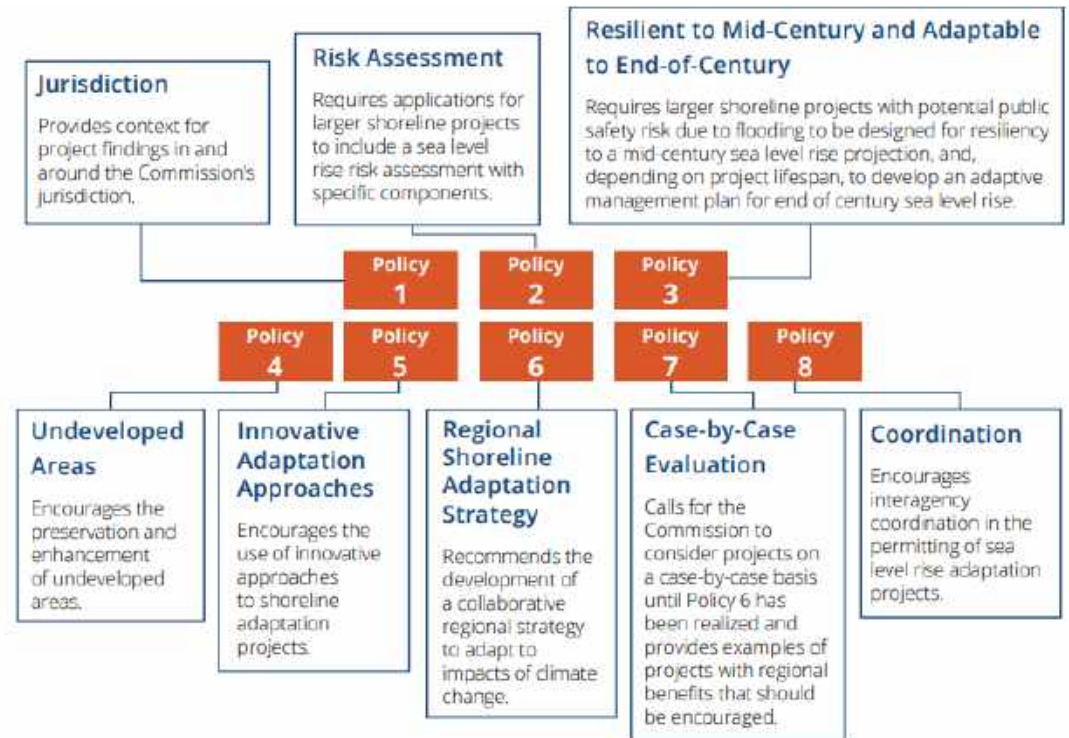 Jurisdiction
Provides context for
project findings in and
around the Commission's
jurisdiction.
Risk Assessment
Requires applications for
larger shoreline projects
to include a sea level
rise risk assessment with
specific components.
Resilient to Mid-Century and Adaptable
to End-of-Century
Requires larger shoreline projects with potential public
safety risk due to flooding to be designed for resiliency
to a mid-century sea level rise projection, and,
depending on project lifespan, to develop an adaptive
management plan for end of century sea level rise.
Policy
1
Policy
2
Policy
3
Policy
4
Policy
5
Policy
6
Policy
7
Policy
8
Undeveloped
Areas
Encourages the
preservation and
enhancement
of undeveloped
areas.
Innovative
Adaptation
Approaches
Encourages the
use of innovative
approaches
to shoreline
adaptation
projects.
Regional
Shoreline
Adaptation
Strategy
Recommends the
development of
a collaborative
regional strategy
to adapt to
impacts of climate
change.
Case-by-Case
Evaluation
Calls for the
Commission to
consider projects on
a case-by-case basis
until Policy 6 has
been realized and
provides examples of
projects with regional
benefits that should
be encouraged.
Coordination
Encourages
interagency
coordination in the
permitting of sea
level rise adaptation
projects.